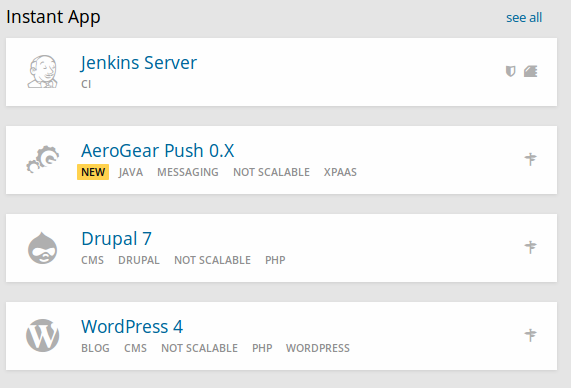 Instant App see all
Jenkins Server
CI
AeroGear Push 0.X
NEW JAVA MESSAGING NOT SCALABLE XPAAS
Drupal 7
CMS DRUPAL NOT SCALABLE PHP
WordPress 4
BLOG CMS NOT SCALABLE PHP WORDPRESS